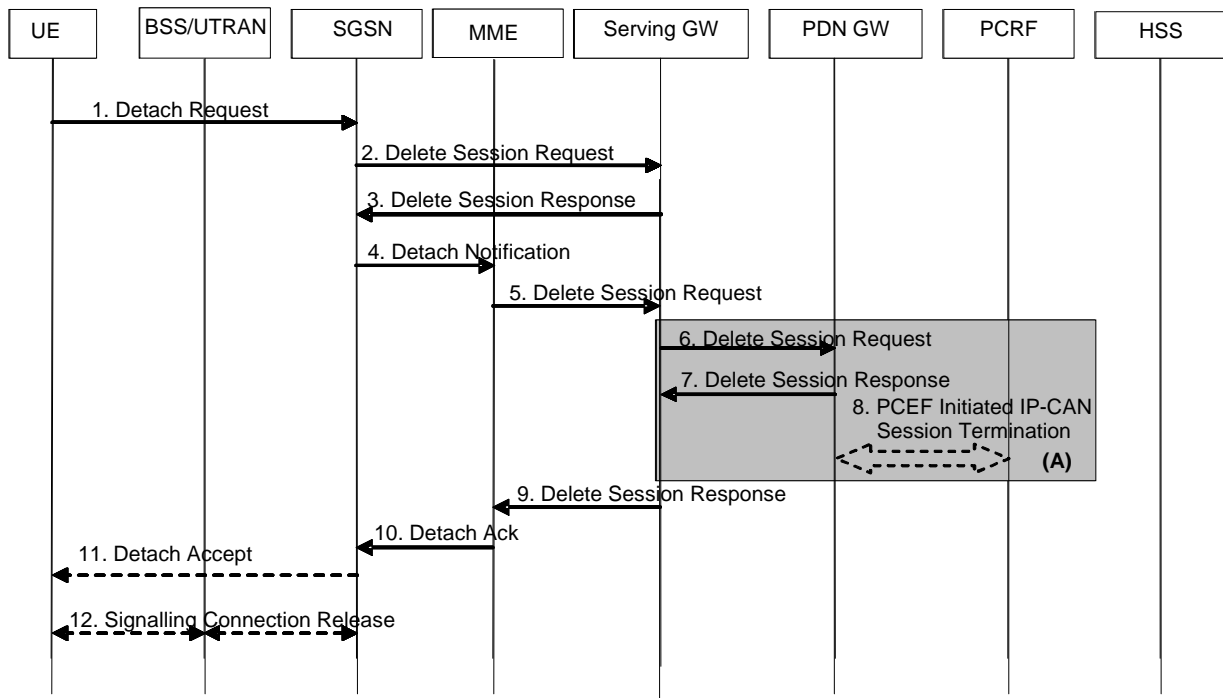 UE
BSS/UTRAN
SGSN
MME
Serving GW
PDN GW
PCRF
HSS
1. Detach Request
2. Delete Session Request
3. Delete Session Response
4. Detach Notification
5. Delete Session Request
6. Delete Session Request
7. Delete Session Response
8. PCEF Initiated IP-CAN
Session Termination
(A)
9. Delete Session Response
10. Detach Ack
11. Detach Accept
12. Signalling Connection Release